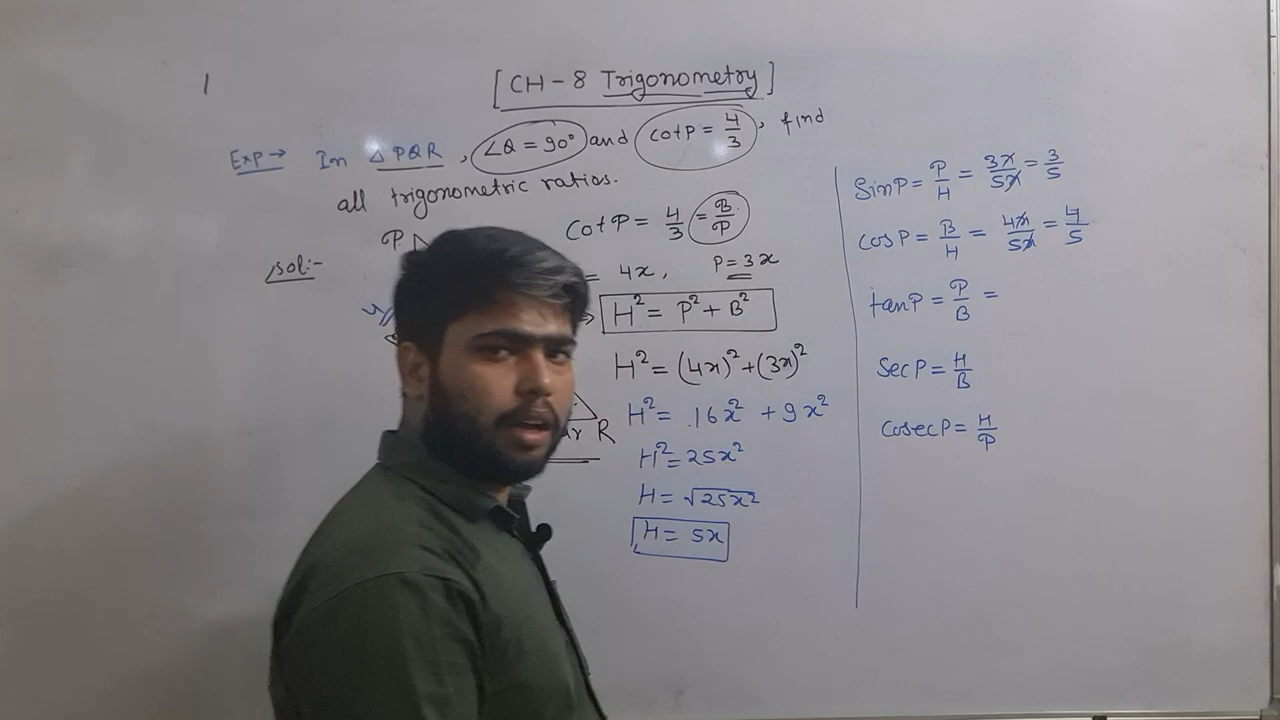 1
[ CH - 8 Trigonometry ]
Exp → In △ PQR , ∠Q = 90° and cotP = 4/3 , find
all trigonometric ratios.
Sol:-
P
R
CotP = 4/3 = B/P
= 4x , P = 3x
H² = P² + B²
H² = (4x)² + (3x)²
H² = 16x² + 9x²
H² = 25x²
H = √25x²
H = 5x
SinP = P/H = 3x/5x = 3/5
cosP = B/H = 4x/5x = 4/5
tanP = P/B =
SecP = H/B
CosecP = H/P